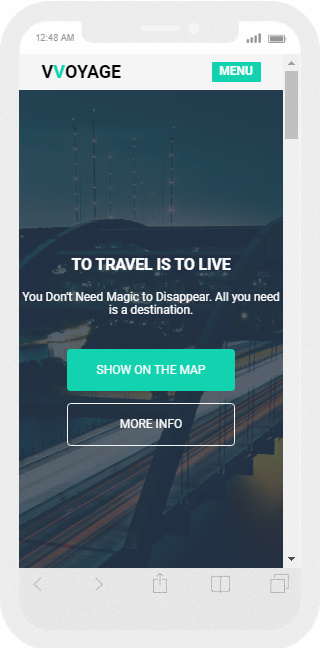 12:48 AM
VVOYAGE
MENU
TO TRAVEL IS TO LIVE
You Don't Need Magic to Disappear. All you need
is a destination.
SHOW ON THE MAP
MORE INFO